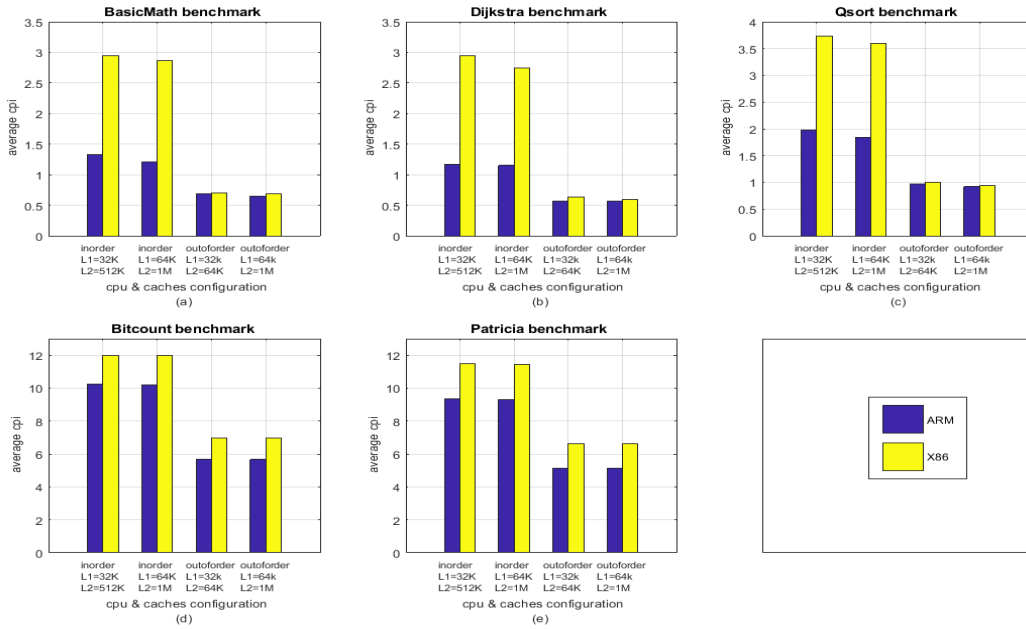 BasicMath benchmark
3.5
3
2.5
2
1.5
1
0.5
0
average cpi
inorder inorder outoforder outoforder
L1=32K L1=64K L1=32k L1=64k
L2=512K L2=1M L2=64K L2=1M
cpu & caches configuration
(a)
Dijkstra benchmark
3.5
3
2.5
2
1.5
1
0.5
0
average cpi
inorder inorder outoforder outoforder
L1=32K L1=64K L1=32k L1=64k
L2=512K L2=1M L2=64K L2=1M
cpu & caches configuration
(b)
Qsort benchmark
4
3.5
3
2.5
2
1.5
1
0.5
0
average cpi
inorder inorder outoforder outoforder
L1=32K L1=64K L1=32k L1=64k
L2=512K L2=1M L2=64K L2=1M
cpu & caches configuration
(c)
Bitcount benchmark
12
10
8
6
4
2
0
average cpi
inorder inorder outoforder outoforder
L1=32K L1=64K L1=32k L1=64k
L2=512K L2=1M L2=64K L2=1M
cpu & caches configuration
(d)
Patricia benchmark
12
10
8
6
4
2
0
average cpi
inorder inorder outoforder outoforder
L1=32K L1=64K L1=32k L1=64k
L2=512K L2=1M L2=64K L2=1M
cpu & caches configuration
(e)
ARM
X86